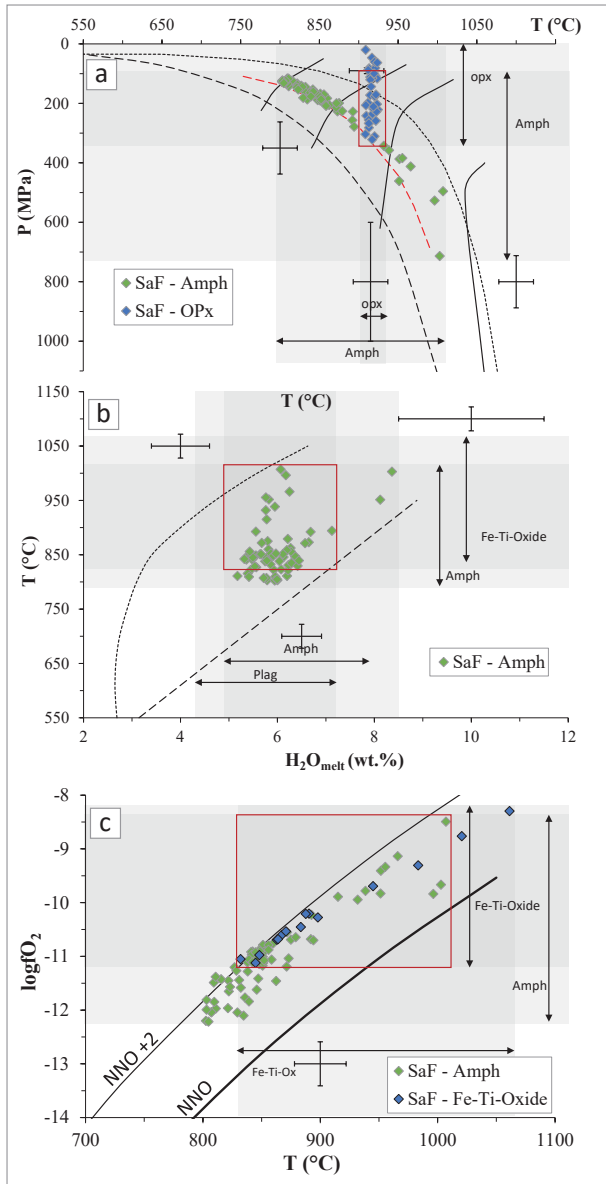 550 650 750 850 950 1050
T (°C)
0
200
400
600
800
1000
P (MPa)
a
opx
Amph
SaF - Amph
SaF - OPx
opx
Amph
b
T (°C)
1150
1050
950
850
750
650
550
T (°C)
Fe-Ti-Oxide
Amph
Amph
Plag
SaF - Amph
2 4 6 8 10 12
H2Omelt (wt.%)
c
-8
-9
-10
-11
-12
-13
-14
logfO2
Fe-Ti-Oxide
Amph
NNO +2
NNO
Fe-Ti-Ox
SaF - Amph
SaF - Fe-Ti-Oxide
700 800 900 1000 1100
T (°C)